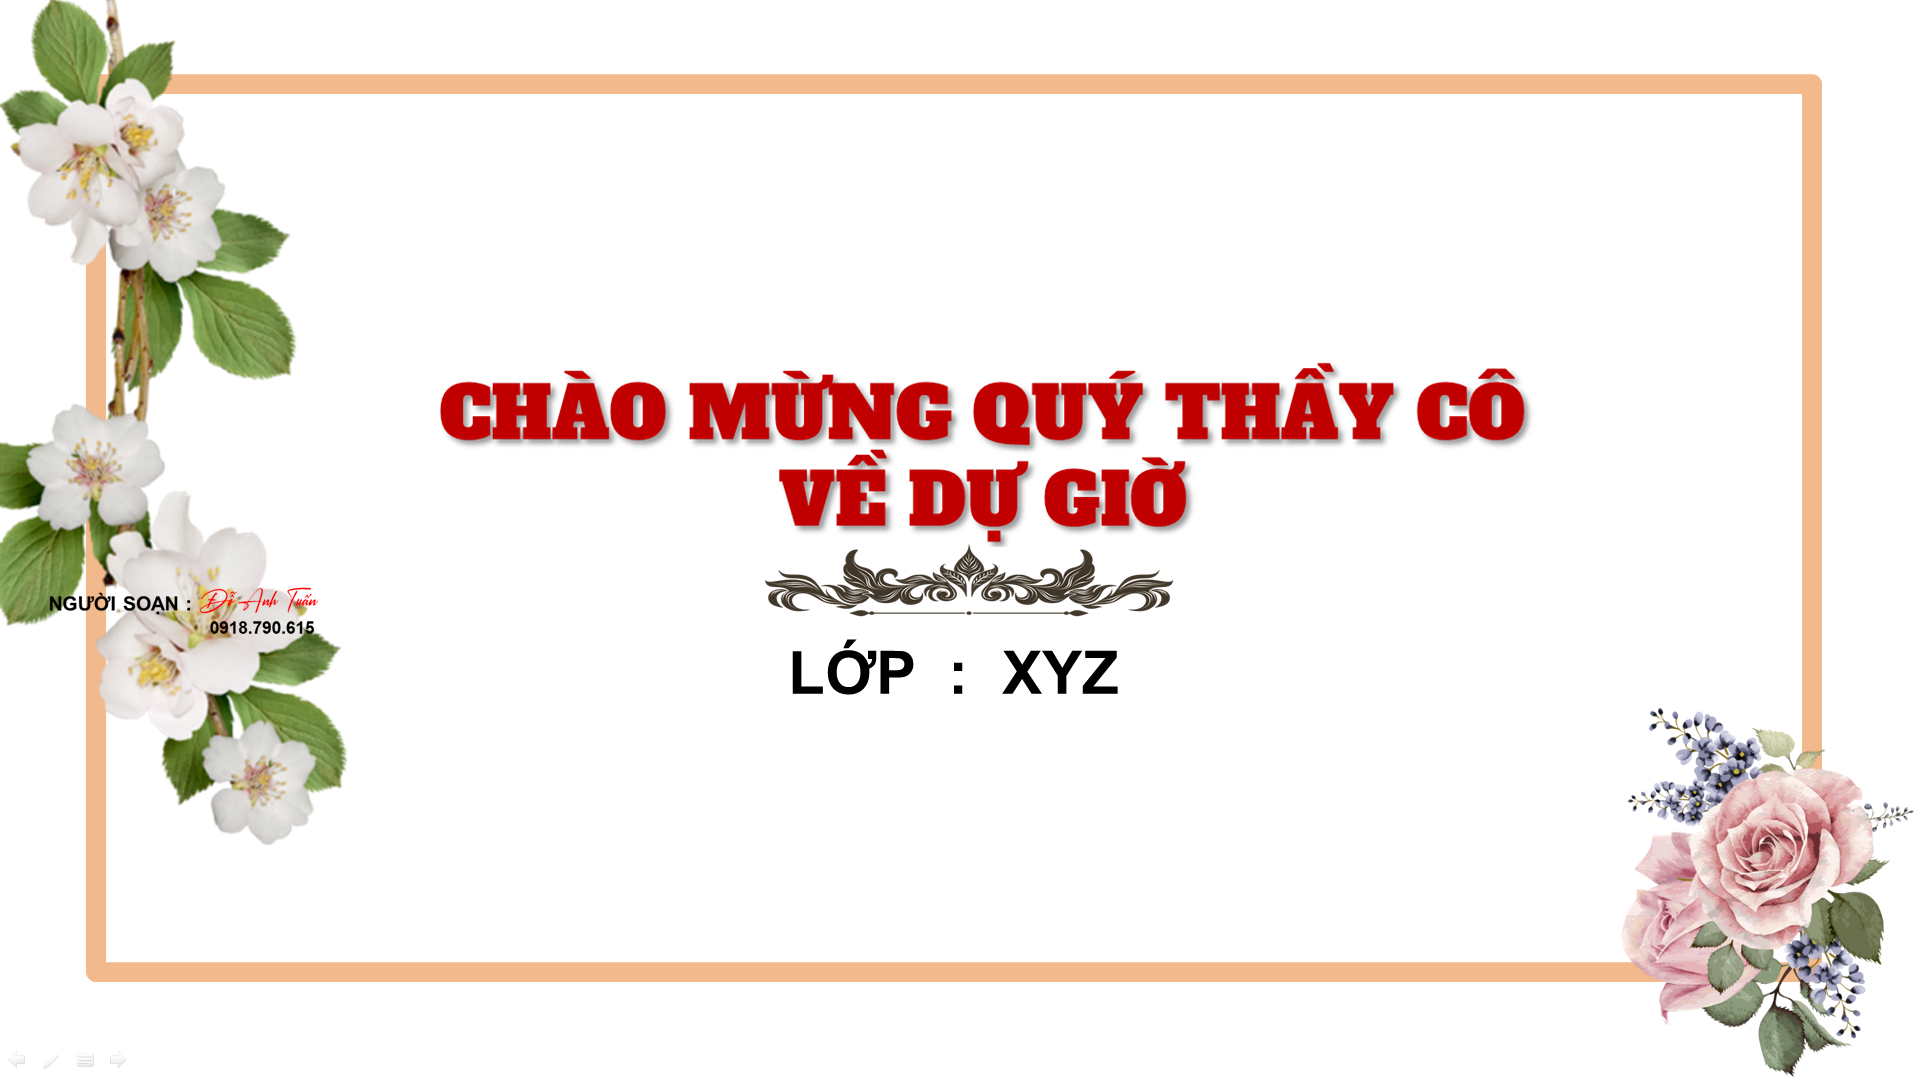 CHÀO MỪNG QUÝ THẦY CÔ
VỀ DỰ GIỜ
NGƯỜI SOẠN : Đỗ Anh Tuấn
0918.790.615
LỚP : XYZ